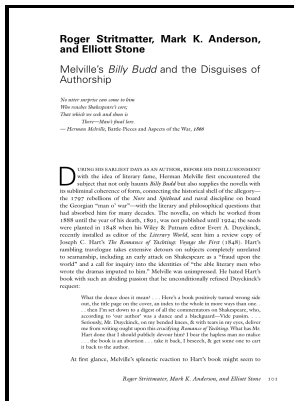 Roger Stritmatter, Mark K. Anderson,
and Elliott Stone
Melville's Billy Budd and the Disguises of
Authorship
No utter surprise can come to him
Who reaches Shakespeare's core;
That which we seek and shun is
There—Man's final lore.
— Herman Melville, Battle-Pieces and Aspects of the War, 1866
DURING HIS EARLIEST DAYS AS AN AUTHOR, BEFORE HIS DISILLUSIONMENT
with the idea of literary fame, Herman Melville first encountered the
subject that not only haunts Billy Budd but also supplies the novella with
its subliminal coherence of form, connecting the historical shell of the allegory—
the 1797 rebellions of the Nore and Spithead and naval discipline on board
the Georgian "man o' war"—with the literary and philosophical questions that
had absorbed him for many decades. The novella, on which he worked from
1888 until the year of his death, 1891, was not published until 1924; the seeds
were planted in 1848 when his Wiley & Putnam editor Evert A. Duyckinck,
recently installed as editor of the Literary World, sent him a review copy of
Joseph C. Hart's The Romance of Yachting: Voyage the First (1848). Hart's
rambling travelogue takes extensive detours on subjects completely unrelated
to seamanship, including an early attack on Shakespeare as a "fraud upon the
world" and a call for inquiry into the identities of "the able literary men who
wrote the dramas imputed to him." Melville was unimpressed. He hated Hart's
book with such an abiding passion that he unconditionally refused Duyckinck's
request:
What the deuce does it mean? . . . Here's a book positively turned wrong side
out, the title page on the cover, an index to the whole in more ways than one . .
. . then I'm set down to a digest of all the commentators on Shakespeare, who,
according to 'our author' was a dunce and a blackguard—Vide passim. . . .
Seriously, Mr. Duyckinck, on my bended knees, & with tears in my eyes, deliver
me from writing ought upon this crucifying Romance of Yachting. What has Mr.
Hart done that I should publicly devour him? I bear the hapless man no malice
. . . the book is an abortion . . . take it back, I beseech, & get some one to cart
it back to the author.
At first glance, Melville's splenetic reaction to Hart's book might seem to
Roger Stritmatter, Mark K. Anderson, and Elliott Stone